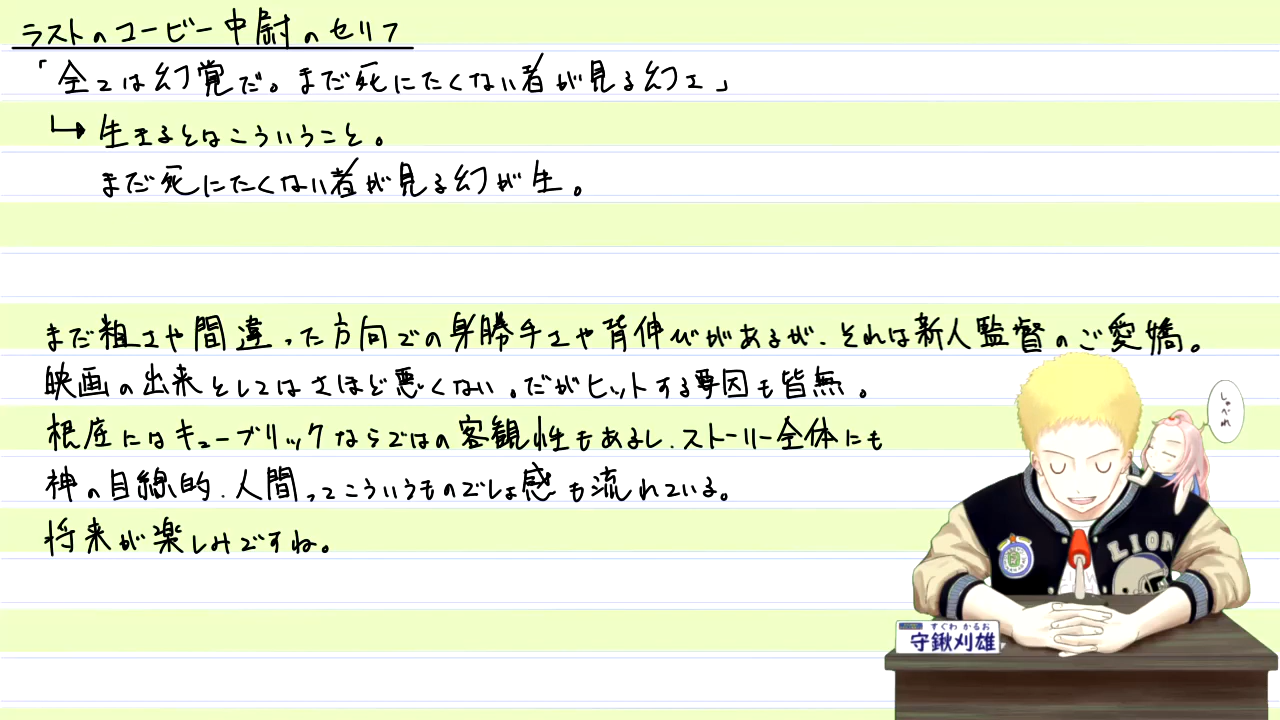 ラストのコービー中尉のセリフ
「全ては幻覚だ。まだ死にたくない者が見る幻エ」
↳ 生きるとはこういうこと。
まだ死にたくない者が見る幻が生。
まだ粗さや間違った方向での身勝手さや背伸びがあるが、それは新人監督のご愛嬌。
映画の出来としてはさほど悪くない。だがヒットする要因も皆無。
根底にはキューブリックならではの客観性もあるし、ストーリー全体にも
神の目線的、人間ってこういうものでしょ感も流れている。
将来が楽しみですね。
しゃべれ
LION
すぐわ かるお
守鍬刈雄